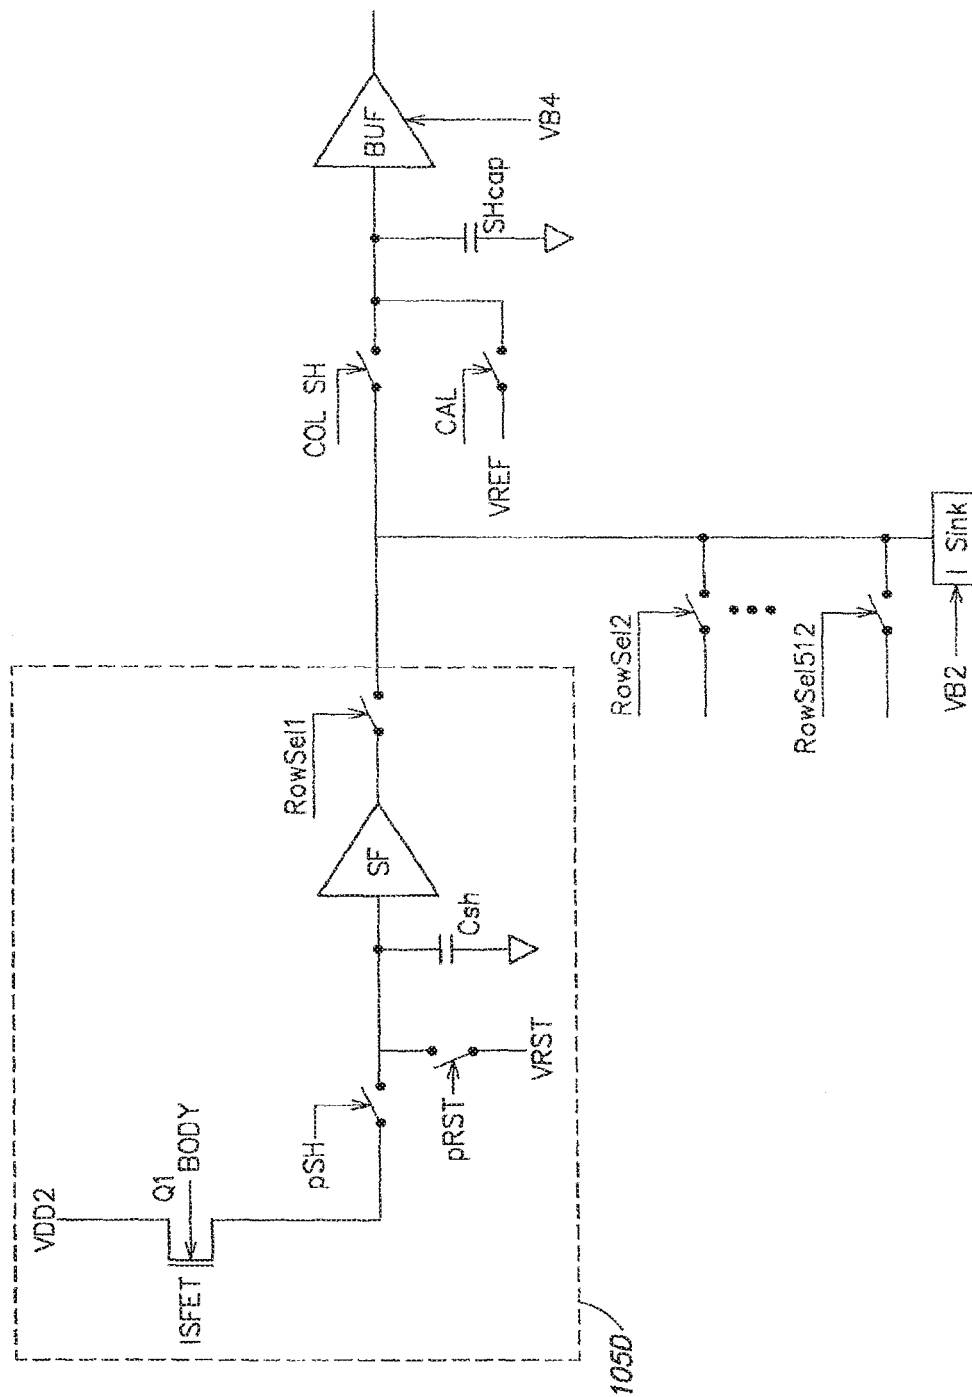 VDD2
Q1
BODY
ISFET
pSH
pRST
VRST
Csh
SF
RowSel1
1050
RowSel2
RowSel512
VB2
I Sink
COL SH
CAL
VREF
SHcap
BUF
VB4